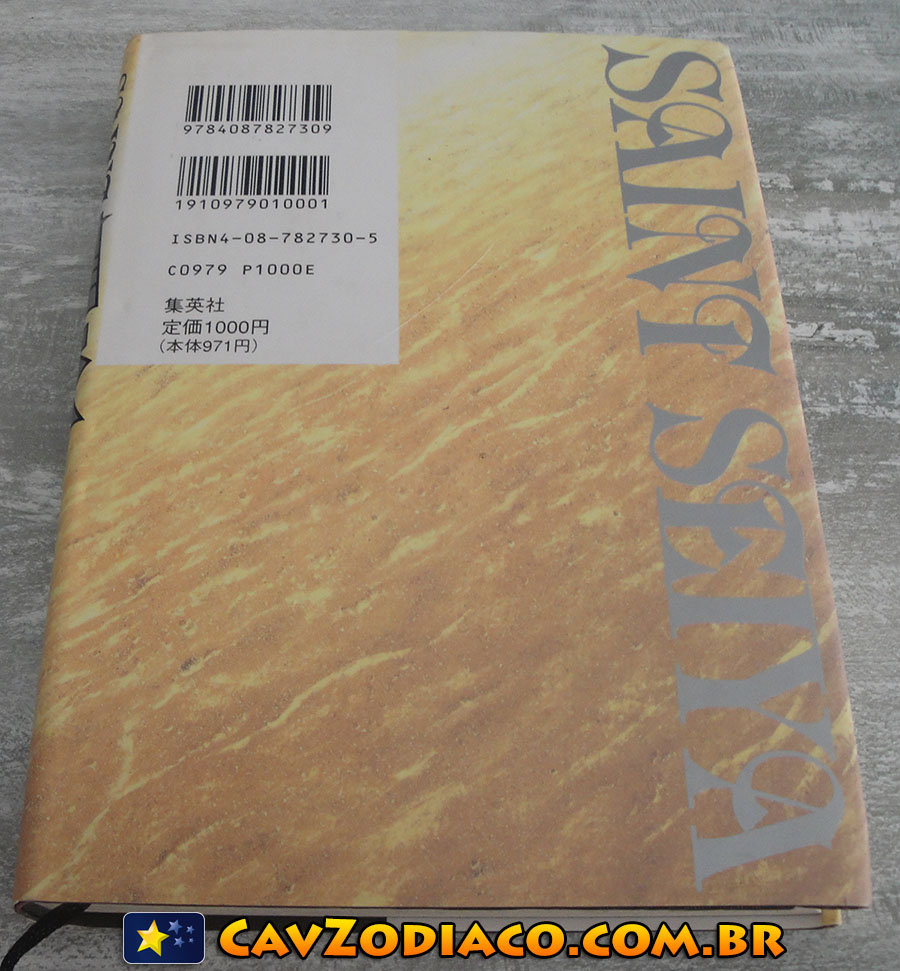 9784087827309
1910979010001
ISBN4-08-782730-5
C0979 P1000E
集英社
定価1000円
(本体971円)
SAINT SEIYA
CAVZODIACO.COM.BR